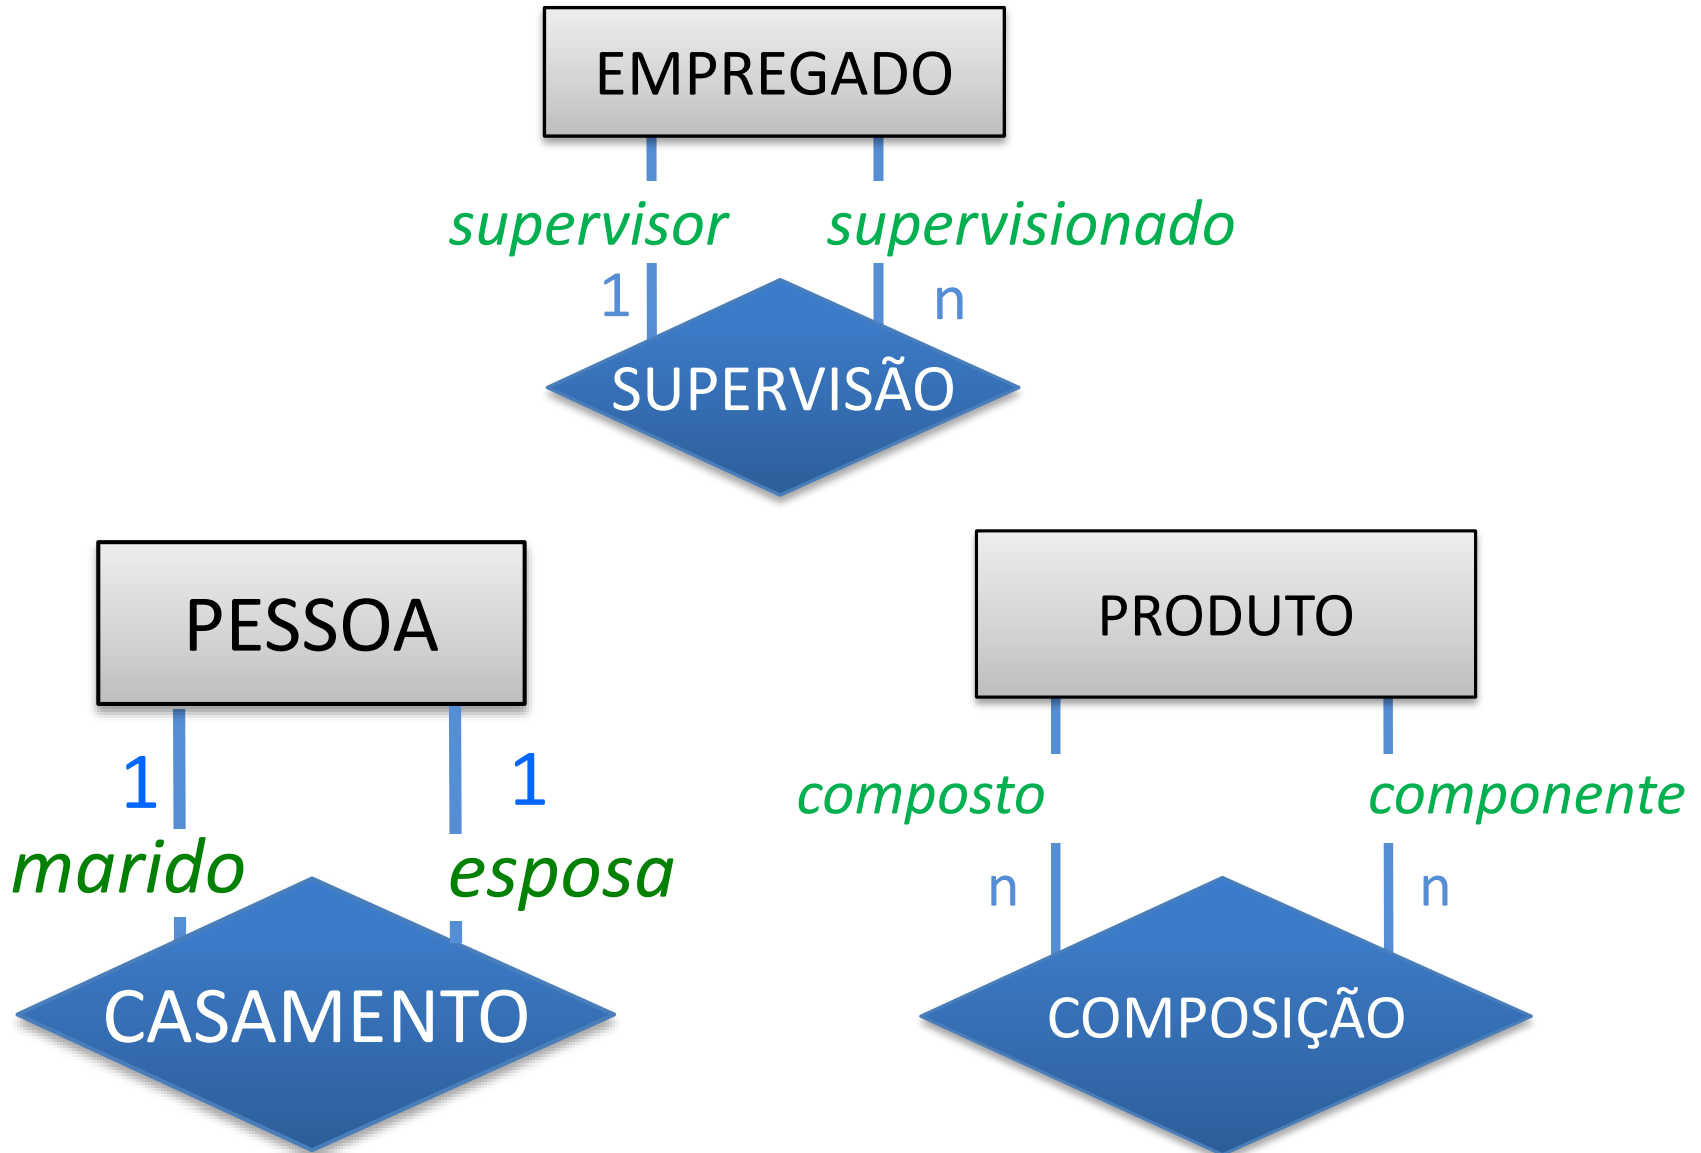 EMPREGADO
supervisor supervisionado
1 n
SUPERVISÃO
PESSOA
1 1
marido esposa
CASAMENTO
PRODUTO
composto componente
n n
COMPOSIÇÃO